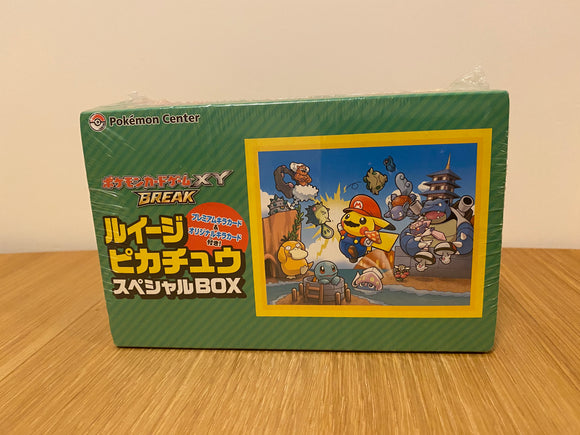 Pokémon Center
ポケモンカードゲームXY
BREAK
プレミアムキラカード
&
オリジナルキラカード
付き!
ルイージ
ピカチュウ
スペシャルBOX